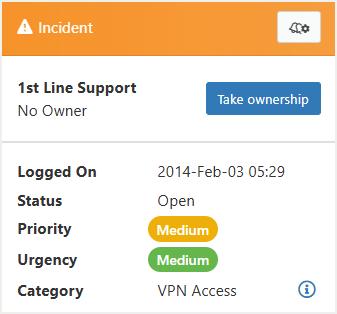 Incident
1st Line Support
No Owner
Take ownership
Logged On 2014-Feb-03 05:29
Status Open
Priority Medium
Urgency Medium
Category VPN Access